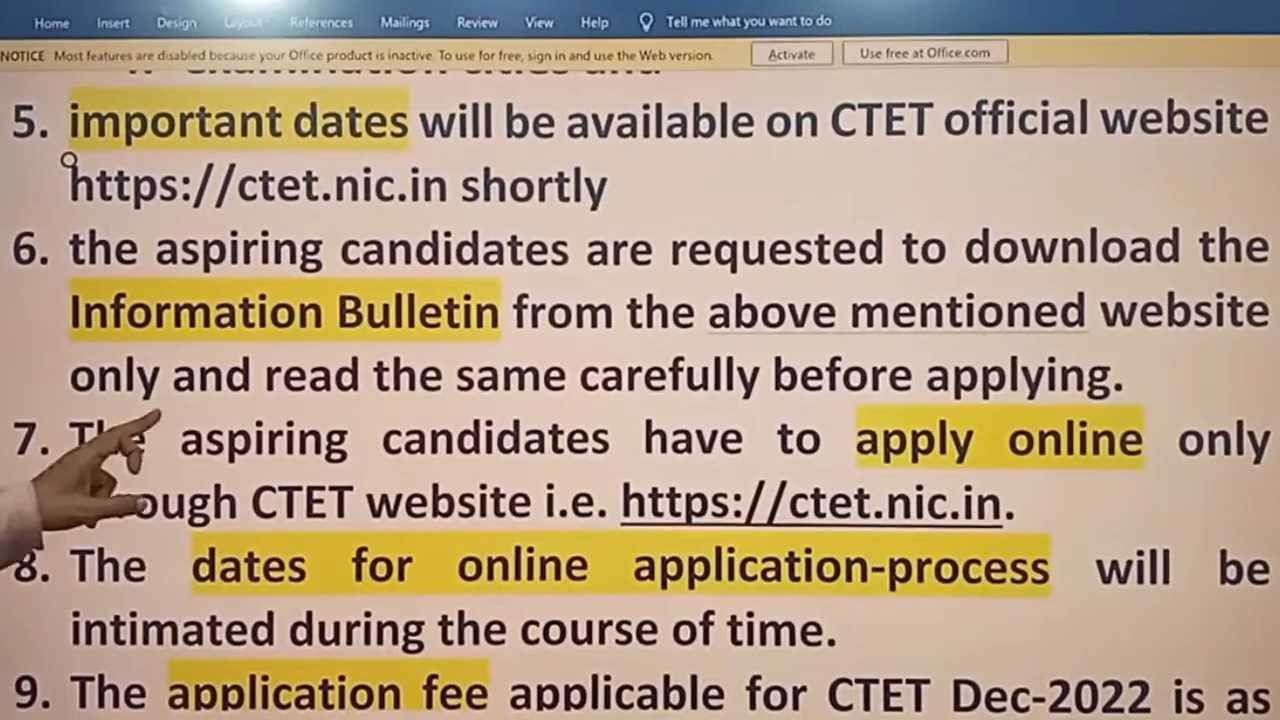 Home Insert Design Layout References Mailings Review View Help Tell me what you want to do
NOTICE Most features are disabled because your Office product is inactive. To use for free, sign in and use the Web version. Activate Use free at Office.com
5. important dates will be available on CTET official website
https://ctet.nic.in shortly
6. the aspiring candidates are requested to download the
Information Bulletin from the above mentioned website
only and read the same carefully before applying.
7. The aspiring candidates have to apply online only
ough CTET website i.e. https://ctet.nic.in.
8. The dates for online application-process will be
intimated during the course of time.
9. The application fee applicable for CTET Dec-2022 is as